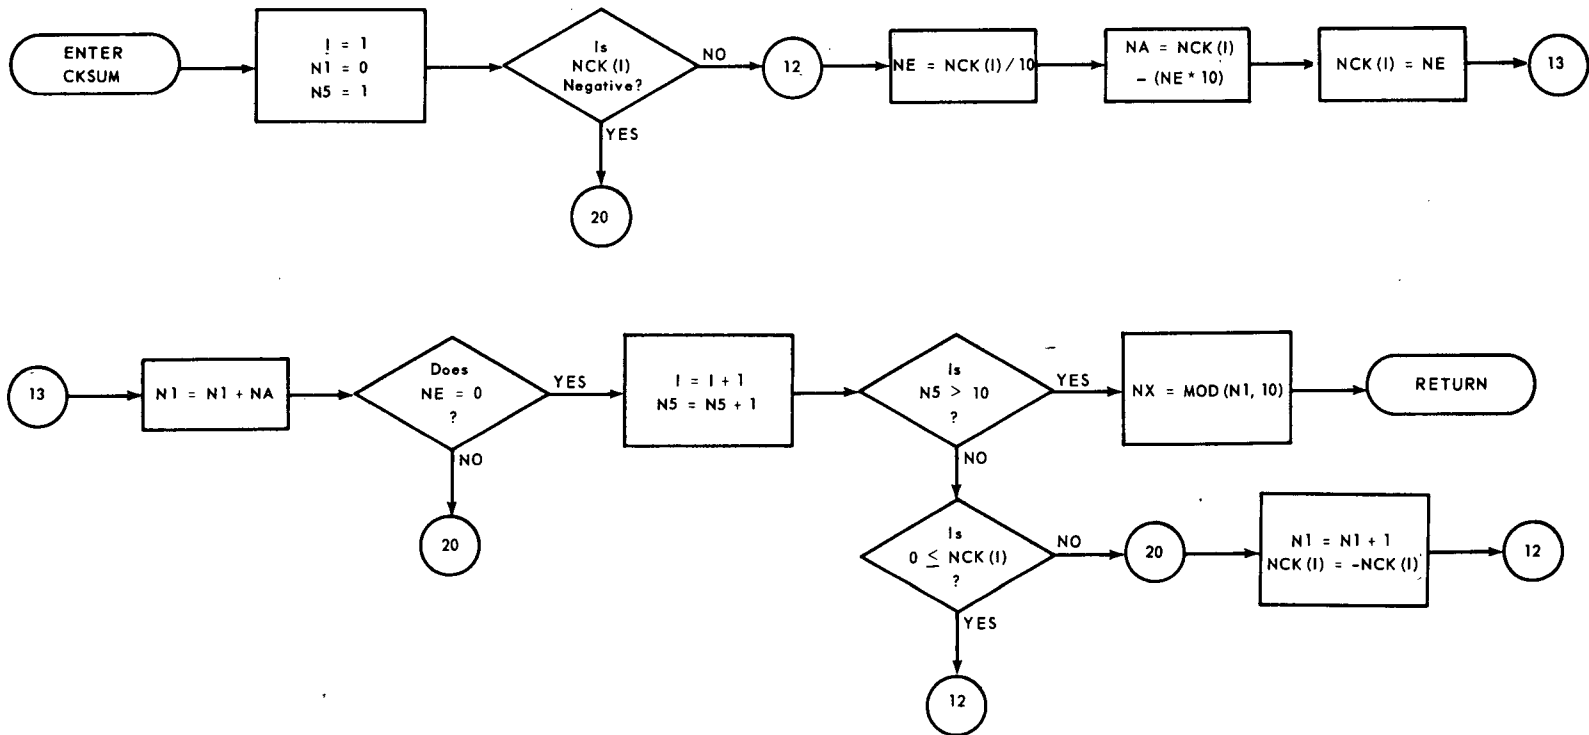 ENTER
CKSUM
I = 1
N1 = 0
N5 = 1
Is
NCK (I)
Negative?
NO
YES
20
12
NE = NCK (I) / 10
NA = NCK (I)
- (NE * 10)
NCK (I) = NE
13
13
N1 = N1 + NA
Does
NE = 0
?
YES
NO
20
I = I + 1
N5 = N5 + 1
Is
N5 > 10
?
YES
NO
NX = MOD (N1, 10)
RETURN
Is
0 ≤ NCK (I)
?
NO
YES
12
20
N1 = N1 + 1
NCK (I) = -NCK (I)
12